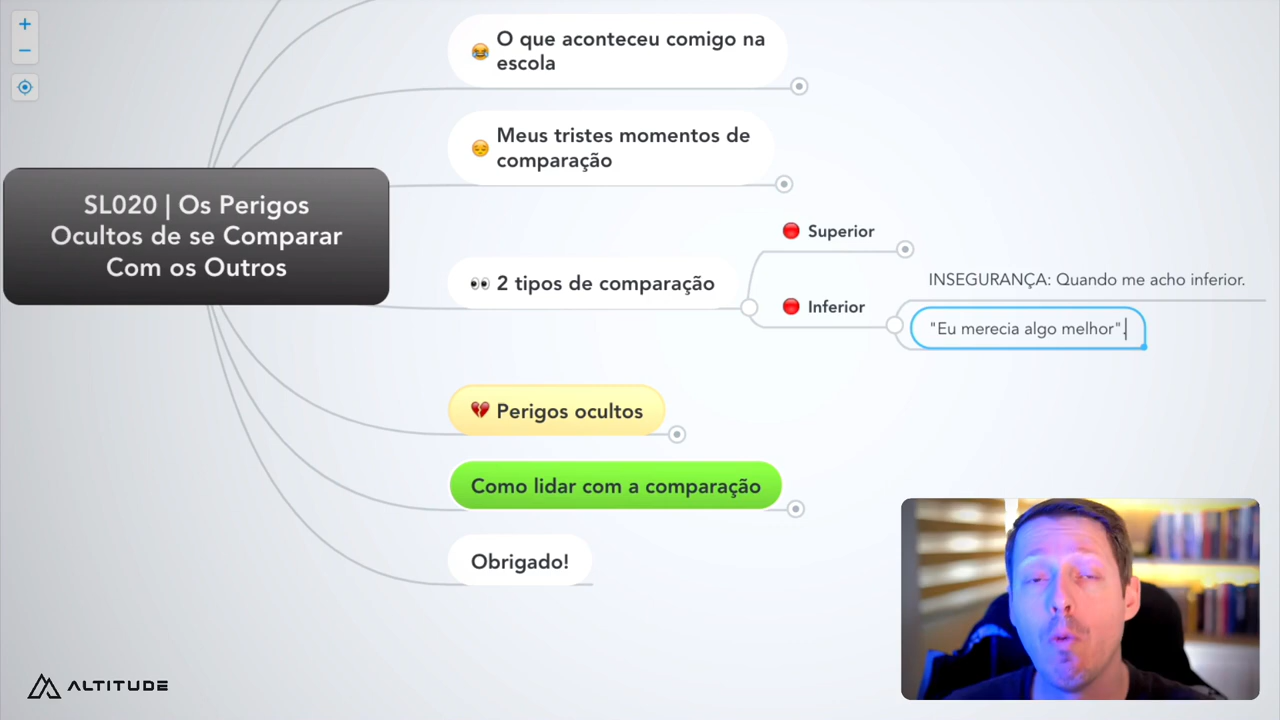 O que aconteceu comigo na
escola
Meus tristes momentos de
comparação
SL020 | Os Perigos
Ocultos de se Comparar
Com os Outros
2 tipos de comparação
Superior
Inferior
INSEGURANÇA: Quando me acho inferior.
"Eu merecia algo melhor".
Perigos ocultos
Como lidar com a comparação
Obrigado!
ALTITUDE